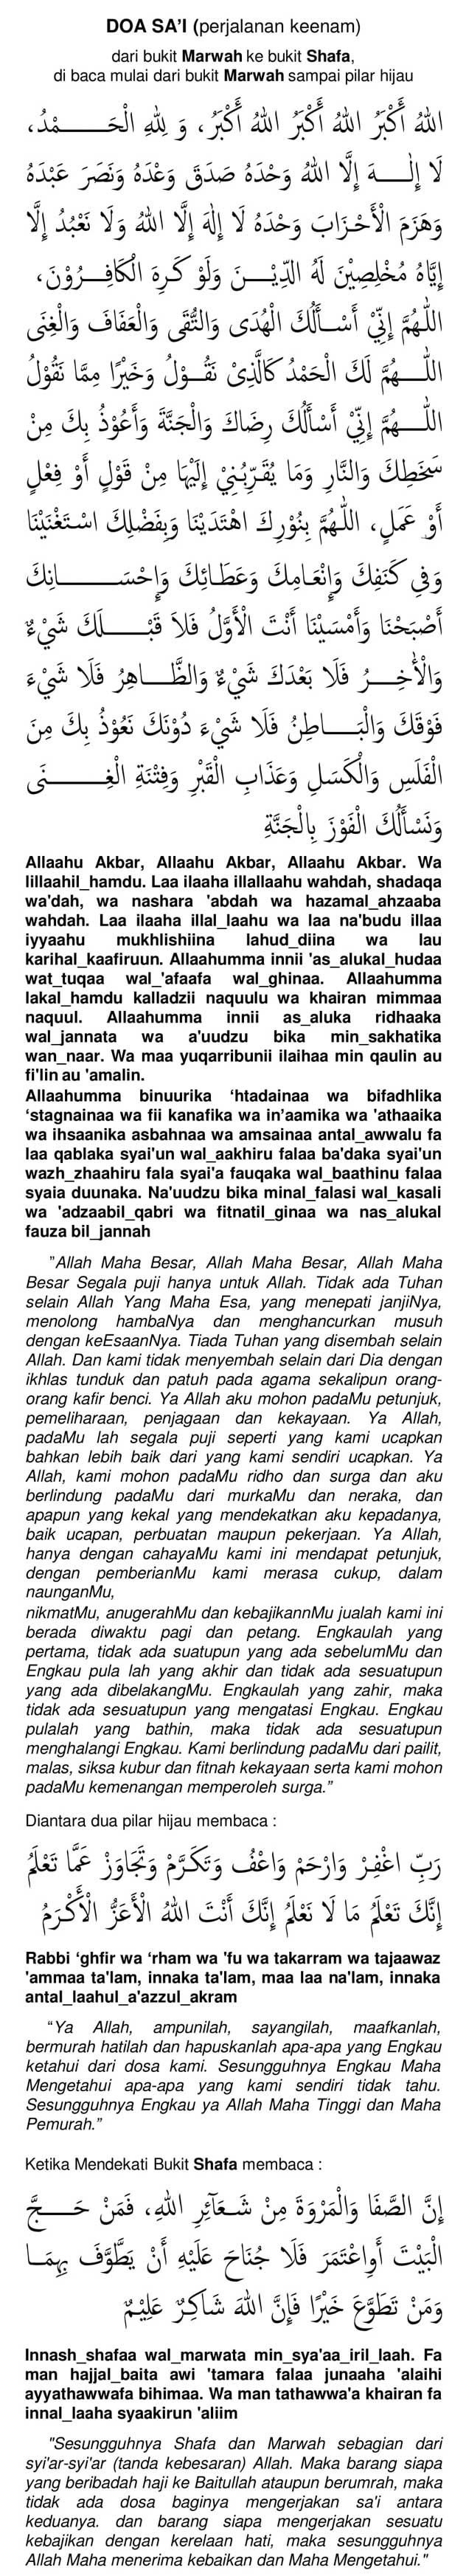 DOA SA’I (perjalanan keenam)
dari bukit Marwah ke bukit Shafa,
di baca mulai dari bukit Marwah sampai pilar hijau
اللهُ أَكْبَرُ اللهُ أَكْبَرُ اللهُ أَكْبَرُ، وَ لِلّٰهِ الْحَـــــمْدُ،
لَا إِلٰـــهَ إِلَّا اللهُ وَحْدَهُ صَدَقَ وَعْدَهُ وَنَصَرَ عَبْدَهُ
وَهَزَمَ الْأَحْزَابَ وَحْدَهُ لَا إِلٰهَ إِلَّا اللهُ وَلَا نَعْبُدُ إِلَّا
إِيَّاهُ مُخْلِصِيْنَ لَهُ الدِّيْـــنَ وَلَوْ كَـرِهَ الْكَافِـــرُوْنَ،
اللّٰهُمَّ إِنِّي أَسْـأَلُكَ الْهُدَى وَالتُّقَى وَالْعَفَافَ وَالْغِنَى
اللّٰـــهُمَّ لَكَ الْحَمْدُ كَالَّذِىْ نَقُـــوْلُ وَخَيْرًا مِمَّا نَقُوْلُ
اللّٰـــهُمَّ إِنِّي أَسْأَلُكَ رِضَاكَ وَالْجَنَّةَ وَأَعُوْذُ بِكَ مِنْ
سَخَطِكَ وَالنَّارِ وَمَا يُقَرِّبُنِيْ إِلَيْهَا مِنْ قَوْلٍ أَوْ فِعْلٍ
أَوْ عَمَلٍ، اللّٰهُمَّ بِنُوْرِكَ اهْتَدَيْنَا وَبِفَضْلِكَ اسْتَغْنَيْنَا
وَفِي كَنَفِكَ وَإِنْعَامِكَ وَعَطَائِكَ وَإِحْسَـــــانِكَ
أَصْبَحْنَا وَأَمْسَيْنَا أَنْتَ الْأَوَّلُ فَلَا قَبْـــــلَكَ شَيْءٌ
وَالْأٰخِـــرُ فَلَا بَعْدَكَ شَيْءٌ وَالظَّـــاهِرُ فَلَا شَيْءَ
فَوْقَكَ وَالْبَـــاطِنُ فَلَا شَيْءَ دُوْنَكَ نَعُوْذُ بِكَ مِنَ
الْفَلَسِ وَالْكَسَلِ وَعَذَابِ الْقَبْرِ وَفِتْنَةِ الْغِـــــنَى
وَنَسْأَلُكَ الْفَوْزَ بِالْجَنَّةِ
Allaahu Akbar, Allaahu Akbar, Allaahu Akbar. Wa
lillaahil_hamdu. Laa ilaaha illallaahu wahdah, shadaqa
wa'dah, wa nashara 'abdah wa hazamal_ahzaaba
wahdah. Laa ilaaha illal_laahu wa laa na'budu illaa
iyyaahu mukhlishiina lahud_diina wa lau
karihal_kaafiruun. Allaahumma innii 'as_alukal_hudaa
wat_tuqaa wal_'afaafa wal_ghinaa. Allaahumma
lakal_hamdu kalladzii naquulu wa khairan mimmaa
naquul. Allaahumma innii as_aluka ridhaaka
wal_jannata wa a'uudzu bika min_sakhatika
wan_naar. Wa maa yuqarribunii ilaihaa min qaulin au
fi'lin au 'amalin.
Allaahumma binuurika ‘htadainaa wa bifadhlika
‘stagnainaa wa fii kanafika wa in’aamika wa 'athaaika
wa ihsaanika asbahnaa wa amsainaa antal_awwalu fa
laa qablaka syai'un wal_aakhiru falaa ba'daka syai'un
wazh_zhaahiru fala syai'a fauqaka wal_baathinu falaa
syaia duunaka. Na'uudzu bika minal_falasi wal_kasali
wa 'adzaabil_qabri wa fitnatil_ginaa wa nas_alukal
fauza bil_jannah
”Allah Maha Besar, Allah Maha Besar, Allah Maha
Besar Segala puji hanya untuk Allah. Tidak ada Tuhan
selain Allah Yang Maha Esa, yang menepati janjiNya,
menolong hambaNya dan menghancurkan musuh
dengan keEsaanNya. Tiada Tuhan yang disembah selain
Allah. Dan kami tidak menyembah selain dari Dia dengan
ikhlas tunduk dan patuh pada agama sekalipun orang-
orang kafir benci. Ya Allah aku mohon padaMu petunjuk,
pemeliharaan, penjagaan dan kekayaan. Ya Allah,
padaMu lah segala puji seperti yang kami ucapkan
bahkan lebih baik dari yang kami sendiri ucapkan. Ya
Allah, kami mohon padaMu ridho dan surga dan aku
berlindung padaMu dari murkaMu dan neraka, dan
apapun yang kekal yang mendekatkan aku kepadanya,
baik ucapan, perbuatan maupun pekerjaan. Ya Allah,
hanya dengan cahayaMu kami ini mendapat petunjuk,
dengan pemberianMu kami merasa cukup, dalam
naunganMu,
nikmatMu, anugerahMu dan kebajikannMu jualah kami ini
berada diwaktu pagi dan petang. Engkaulah yang
pertama, tidak ada suatupun yang ada sebelumMu dan
Engkau pula lah yang akhir dan tidak ada sesuatupun
yang ada dibelakangMu. Engkaulah yang zahir, maka
tidak ada sesuatupun yang mengatasi Engkau. Engkau
pulalah yang bathin, maka tidak ada sesuatupun
menghalangi Engkau. Kami berlindung padaMu dari pailit,
malas, siksa kubur dan fitnah kekayaan serta kami mohon
padaMu kemenangan memperoleh surga.”
Diantara dua pilar hijau membaca :
رَبِّ اغْفِـرْ وَارْحَمْ وَاعْفُ وَتَكَـرَّمْ وَتَجَاوَزْ عَمَّا تَعْلَمُ
إِنَّكَ تَعْلَمُ مَا لَا نَعْلَمُ إِنَّكَ أَنْتَ اللهُ الْأَعَزُّ الْأَكْرَمُ
Rabbi ‘ghfir wa ‘rham wa 'fu wa takarram wa tajaawaz
'ammaa ta'lam, innaka ta'lam, maa laa na'lam, innaka
antal_laahul_a'azzul_akram
“Ya Allah, ampunilah, sayangilah, maafkanlah,
bermurah hatilah dan hapuskanlah apa-apa yang Engkau
ketahui dari dosa kami. Sesungguhnya Engkau Maha
Mengetahui apa-apa yang kami sendiri tidak tahu.
Sesungguhnya Engkau ya Allah Maha Tinggi dan Maha
Pemurah.”
Ketika Mendekati Bukit Shafa membaca :
إِنَّ الصَّفَا وَالْمَرْوَةَ مِنْ شَـعَآئِرِ اللهِ، فَمَنْ حَـــجَّ
الْبَيْتَ أَوِاعْتَمَرَ فَلَا جُنَاحَ عَلَيْهِ أَنْ يَطَّوَّفَ بِهِمَـا
وَمَنْ تَطَوَّعَ خَيْرًا فَإِنَّ اللهَ شَاكِـرٌ عَلِيْمٌ
Innash_shafaa wal_marwata min_sya'aa_iril_laah. Fa
man hajjal_baita awi 'tamara falaa junaaha 'alaihi
ayyathawwafa bihimaa. Wa man tathawwa'a khairan fa
innal_laaha syaakirun 'aliim
"Sesungguhnya Shafa dan Marwah sebagian dari
syi'ar-syi'ar (tanda kebesaran) Allah. Maka barang siapa
yang beribadah haji ke Baitullah ataupun berumrah, maka
tidak ada dosa baginya mengerjakan sa'i antara
keduanya. dan barang siapa mengerjakan sesuatu
kebajikan dengan kerelaan hati, maka sesungguhnya
Allah Maha menerima kebaikan dan Maha Mengetahui."